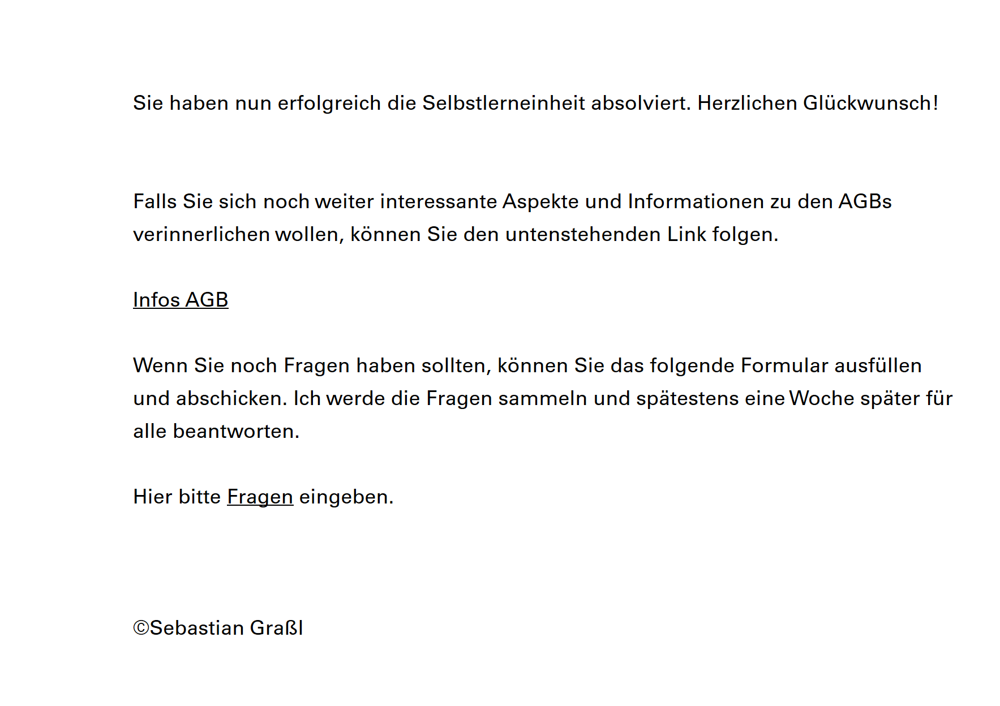 Sie haben nun erfolgreich die Selbstlerneinheit absolviert. Herzlichen Glückwunsch!
Falls Sie sich noch weiter interessante Aspekte und Informationen zu den AGBs
verinnerlichen wollen, können Sie den untenstehenden Link folgen.
Infos AGB
Wenn Sie noch Fragen haben sollten, können Sie das folgende Formular ausfüllen
und abschicken. Ich werde die Fragen sammeln und spätestens eine Woche später für
alle beantworten.
Hier bitte Fragen eingeben.
©Sebastian Graßl